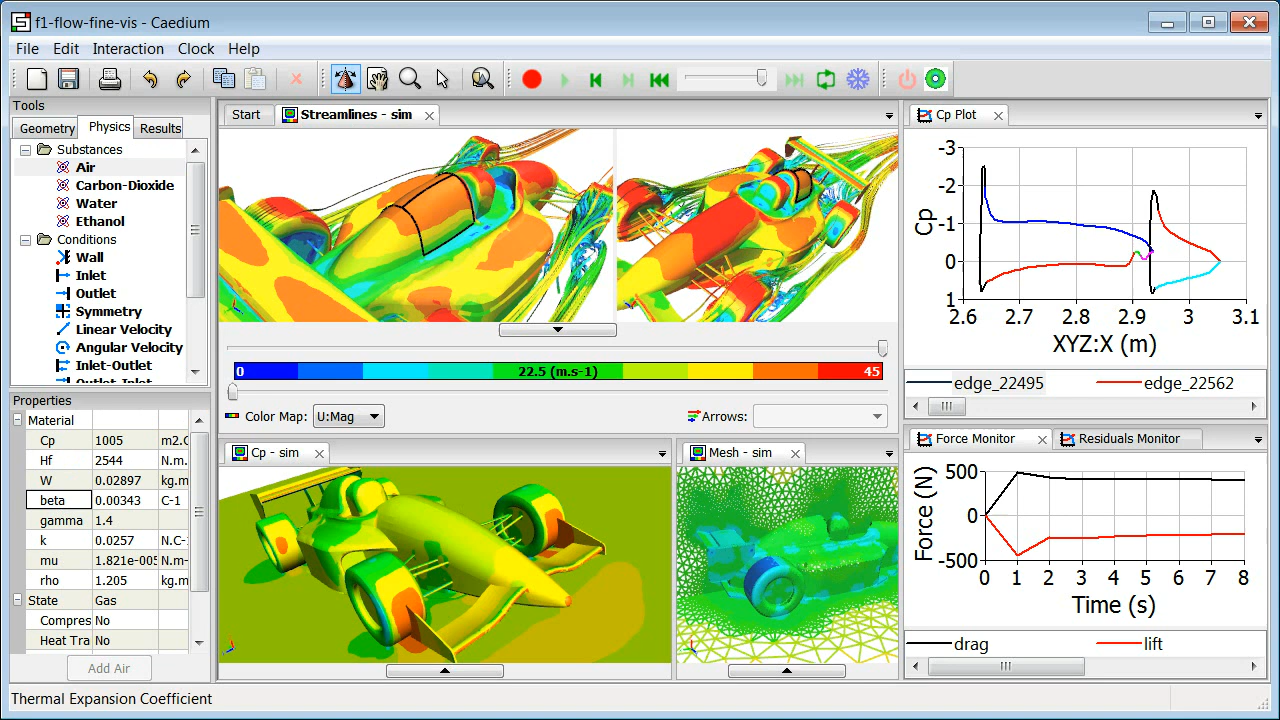 f1-flow-fine-vis - Caedium
File Edit Interaction Clock Help
Tools
Geometry Physics Results
Substances
Air
Carbon-Dioxide
Water
Ethanol
Conditions
Wall
Inlet
Outlet
Symmetry
Linear Velocity
Angular Velocity
Inlet-Outlet
Properties
Material
Cp 1005 m2.C
Hf 2544 N.m.
W 0.02897 kg.m
beta 0.00343 C-1
gamma 1.4
k 0.0257 N.C-
mu 1.821e-005 N.m-
rho 1.205 kg.m
State Gas
Compres No
Heat Tra No
Add Air
Thermal Expansion Coefficient
Start Streamlines - sim
0 22.5 (m.s-1) 45
Color Map: U:Mag Arrows:
Cp - sim
Mesh - sim
Cp Plot
Cp
-3
-2
-1
0
1
2.6 2.7 2.8 2.9 3 3.1
XYZ:X (m)
edge_22495 edge_22562
Force Monitor Residuals Monitor
Force (N)
500
0
-500
0 1 2 3 4 5 6 7 8
Time (s)
drag lift